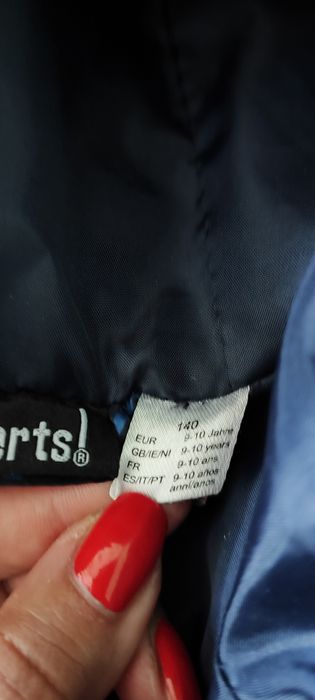 erts!®
140
EUR 9-10 Jahre
GB/IE/NI 9-10 years
FR 9-10 ans
ES/IT/PT 9-10 años
anni/anos